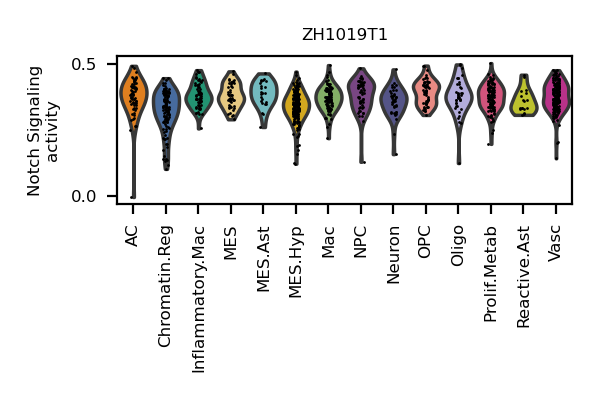 ZH1019T1
Notch Signaling
activity
0.5
0.0
AC
Chromatin.Reg
Inflammatory.Mac
MES
MES.Ast
MES.Hyp
Mac
NPC
Neuron
OPC
Oligo
Prolif.Metab
Reactive.Ast
Vasc